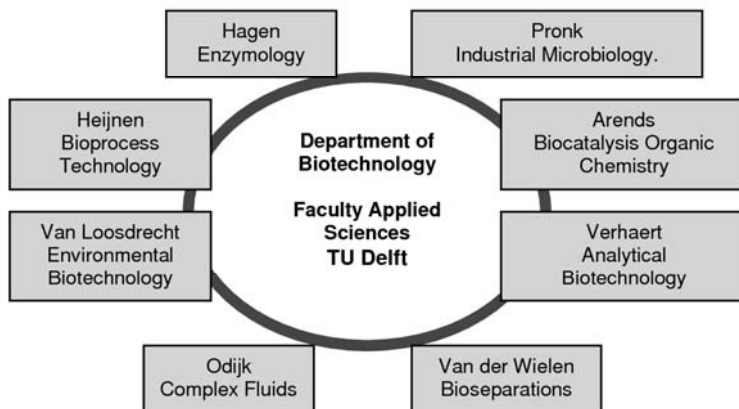 Hagen
Enzymology
Pronk
Industrial Microbiology.
Heijnen
Bioprocess
Technology
Department of
Biotechnology
Faculty Applied
Sciences
TU Delft
Arends
Biocatalysis Organic
Chemistry
Van Loosdrecht
Environmental
Biotechnology
Verhaert
Analytical
Biotechnology
Odijk
Complex Fluids
Van der Wielen
Bioseparations